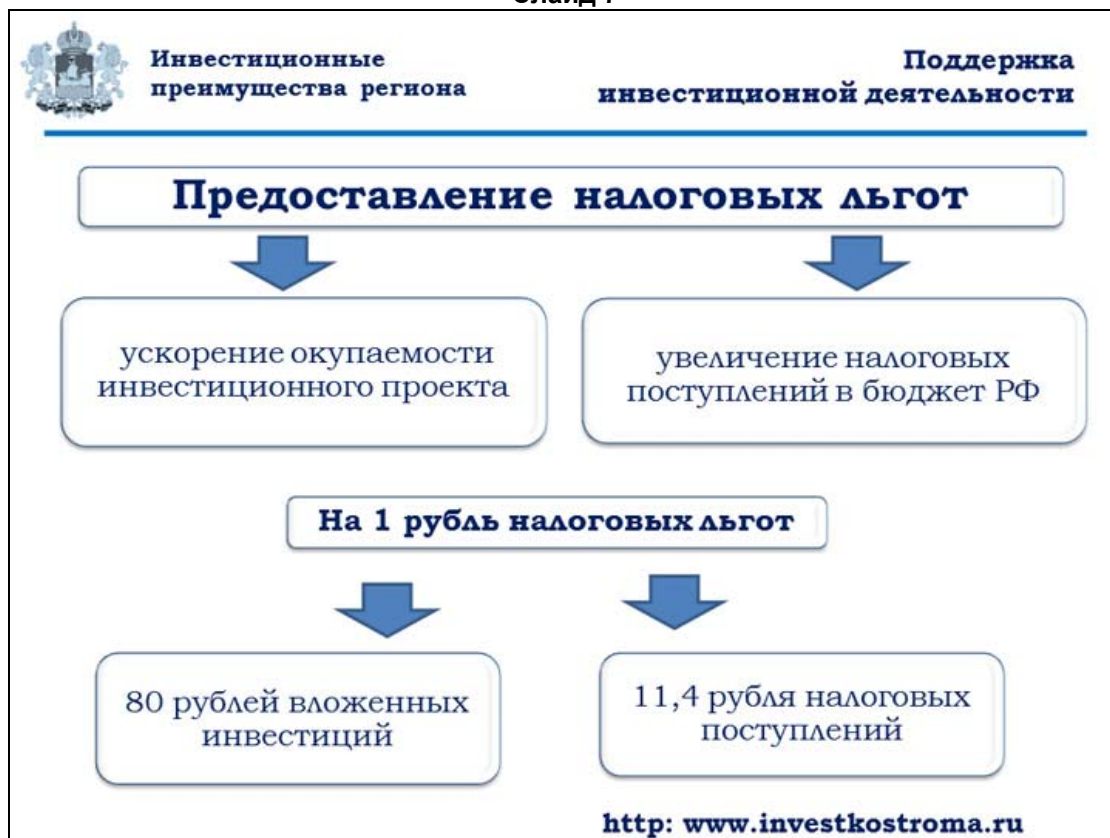 Инвестиционные
преимущества региона
Поддержка
инвестиционной деятельности
Предоставление налоговых льгот
ускорение окупаемости
инвестиционного проекта
увеличение налоговых
поступлений в бюджет РФ
На 1 рубль налоговых льгот
80 рублей вложенных
инвестиций
11,4 рубля налоговых
поступлений
http: www.investkostroma.ru